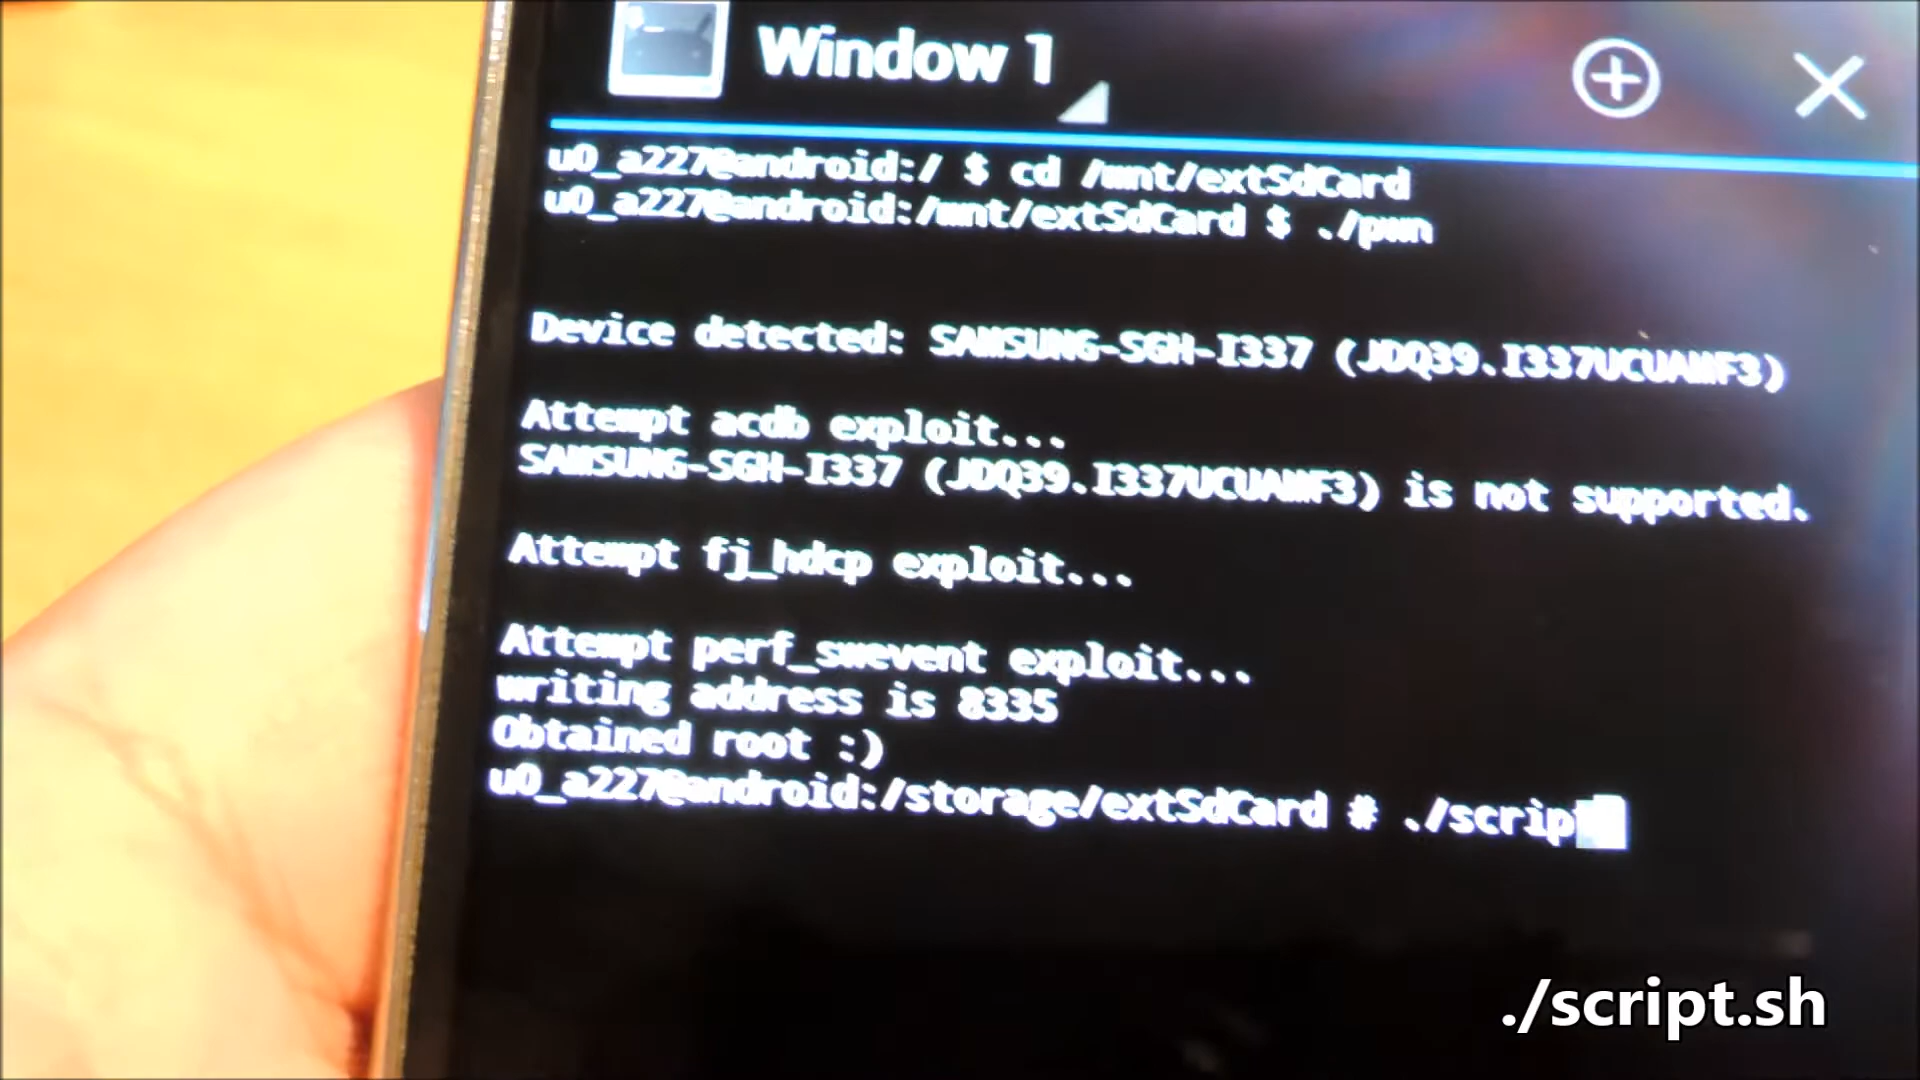 Window 1
u0_a227@android:/ $ cd /mnt/extSdCard
u0_a227@android:/mnt/extSdCard $ ./pwn
Device detected: SAMSUNG-SGH-I337 (JDQ39.I337UCUAMF3)
Attempt acdb exploit...
SAMSUNG-SGH-I337 (JDQ39.I337UCUAMF3) is not supported.
Attempt fj_hdcp exploit...
Attempt perf_swevent exploit...
writing address is 8335
Obtained root :)
u0_a227@android:/storage/extSdCard # ./script
./script.sh